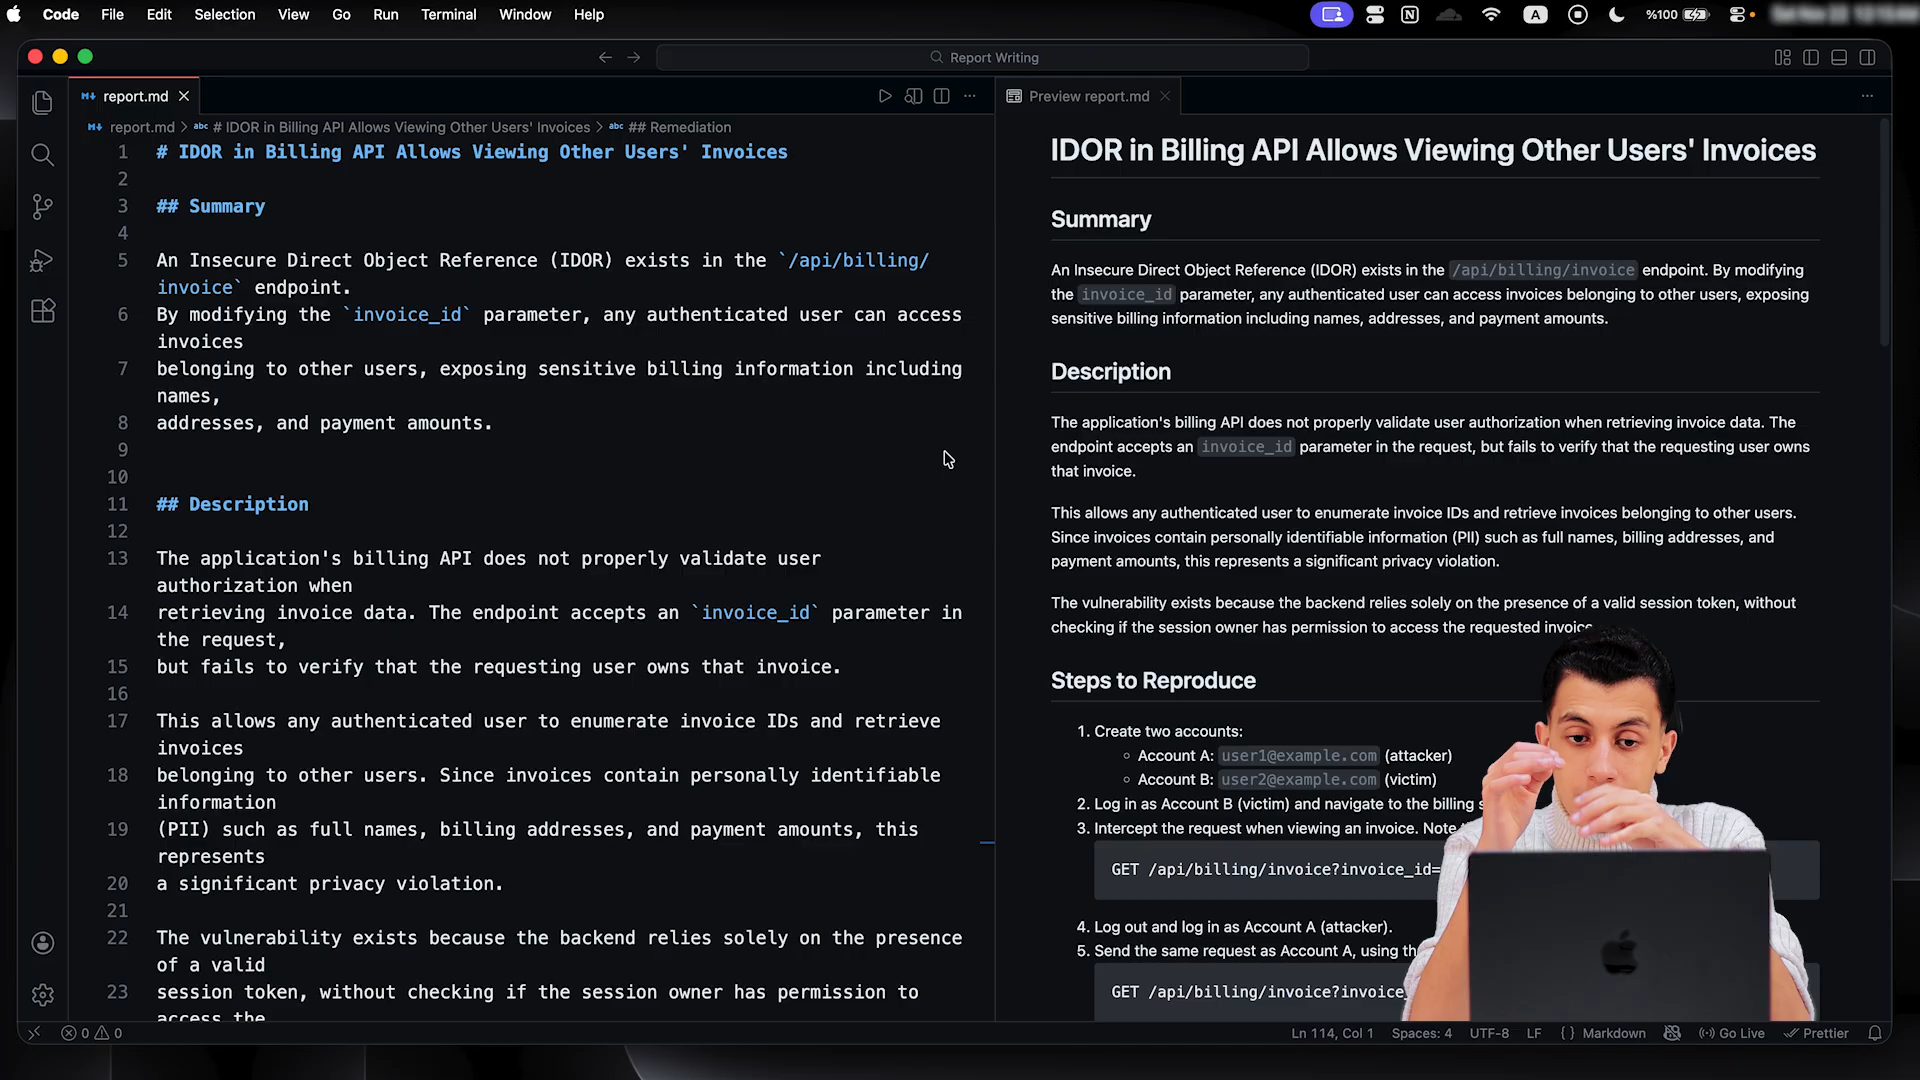 Code File Edit Selection View Go Run Terminal Window Help
A %100
Report Writing
report.md
report.md > # IDOR in Billing API Allows Viewing Other Users' Invoices > ## Remediation
1 # IDOR in Billing API Allows Viewing Other Users' Invoices
2
3 ## Summary
4
5 An Insecure Direct Object Reference (IDOR) exists in the `/api/billing/
invoice` endpoint.
6 By modifying the `invoice_id` parameter, any authenticated user can access
invoices
7 belonging to other users, exposing sensitive billing information including
names,
8 addresses, and payment amounts.
9
10
11 ## Description
12
13 The application's billing API does not properly validate user
authorization when
14 retrieving invoice data. The endpoint accepts an `invoice_id` parameter in
the request,
15 but fails to verify that the requesting user owns that invoice.
16
17 This allows any authenticated user to enumerate invoice IDs and retrieve
invoices
18 belonging to other users. Since invoices contain personally identifiable
information
19 (PII) such as full names, billing addresses, and payment amounts, this
represents
20 a significant privacy violation.
21
22 The vulnerability exists because the backend relies solely on the presence
of a valid
23 session token, without checking if the session owner has permission to
access the
Preview report.md
IDOR in Billing API Allows Viewing Other Users' Invoices
Summary
An Insecure Direct Object Reference (IDOR) exists in the /api/billing/invoice endpoint. By modifying
the invoice_id parameter, any authenticated user can access invoices belonging to other users, exposing
sensitive billing information including names, addresses, and payment amounts.
Description
The application's billing API does not properly validate user authorization when retrieving invoice data. The
endpoint accepts an invoice_id parameter in the request, but fails to verify that the requesting user owns
that invoice.
This allows any authenticated user to enumerate invoice IDs and retrieve invoices belonging to other users.
Since invoices contain personally identifiable information (PII) such as full names, billing addresses, and
payment amounts, this represents a significant privacy violation.
The vulnerability exists because the backend relies solely on the presence of a valid session token, without
checking if the session owner has permission to access the requested invoice
Steps to Reproduce
1. Create two accounts:
Account A: user1@example.com (attacker)
Account B: user2@example.com (victim)
2. Log in as Account B (victim) and navigate to the billing
3. Intercept the request when viewing an invoice. Note
GET /api/billing/invoice?invoice_id=
4. Log out and log in as Account A (attacker).
5. Send the same request as Account A, using
GET /api/billing/invoice?invoice_
0 0
Ln 114, Col 1 Spaces: 4 UTF-8 LF { } Markdown Go Live Prettier